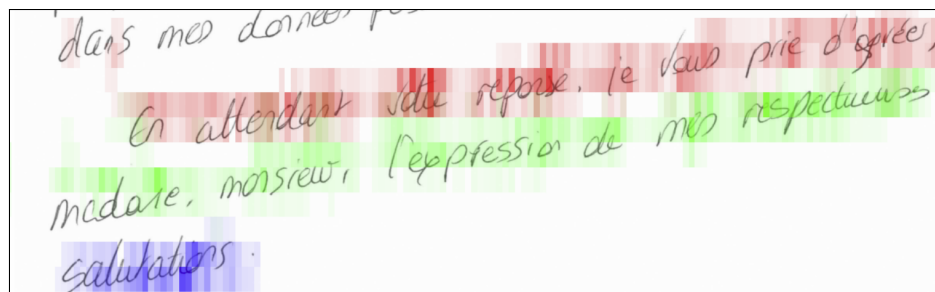 dans mes données
En attendant votre réponse, je vous prie d'agréer,
madame, monsieur, l'expression de mes respectueuses
salutations.